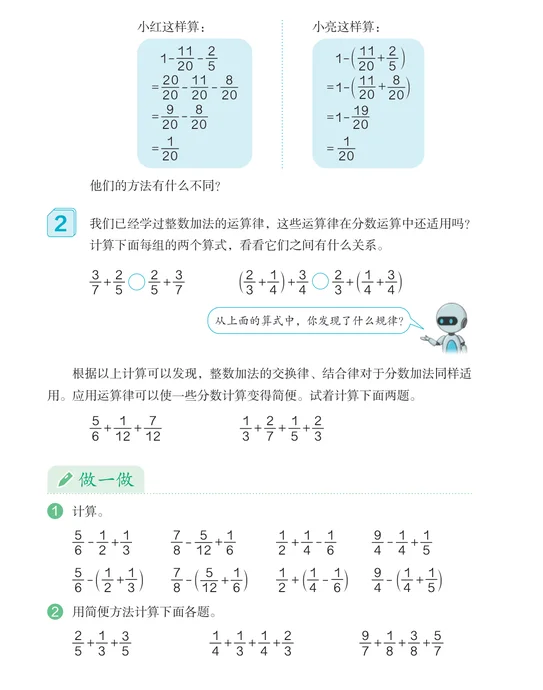 小红这样算：
小亮这样算：
1-11/20-2/5
=20/20-11/20-8/20
=9/20-8/20
=1/20
1-(11/20+2/5)
=1-(11/20+8/20)
=1-19/20
=1/20
他们的方法有什么不同？
2 我们已经学过整数加法的运算律，这些运算律在分数运算中还适用吗？
计算下面每组的两个算式，看看它们之间有什么关系。
3/7+2/5○2/5+3/7 (2/3+1/4)+3/4○2/3+(1/4+3/4)
从上面的算式中，你发现了什么规律？
根据以上计算可以发现，整数加法的交换律、结合律对于分数加法同样适
用。应用运算律可以使一些分数计算变得简便。试着计算下面两题。
5/6+1/12+7/12 1/3+2/7+1/5+2/3
做一做
1 计算。
5/6-1/2+1/3 7/8-5/12+1/6 1/2+1/4-1/6 9/4-1/4+1/5
5/6-(1/2+1/3) 7/8-(5/12+1/6) 1/2+(1/4-1/6) 9/4-(1/4+1/5)
2 用简便方法计算下面各题。
2/5+1/3+3/5 1/4+1/3+1/4+2/3 9/7+1/8+3/8+5/7